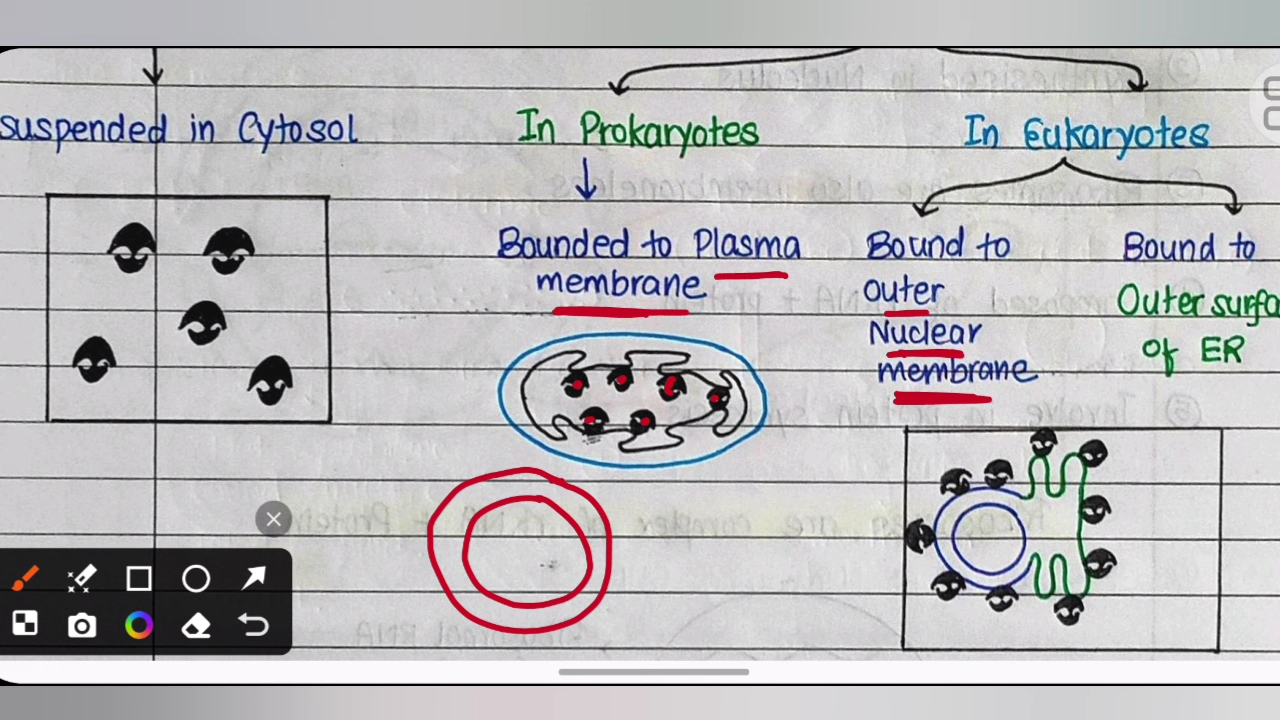 suspended in Cytosol
In Prokaryotes
In Eukaryotes
Bounded to Plasma
membrane
Bound to
outer
Nuclear
membrane
Bound to
Outer surfa
of ER